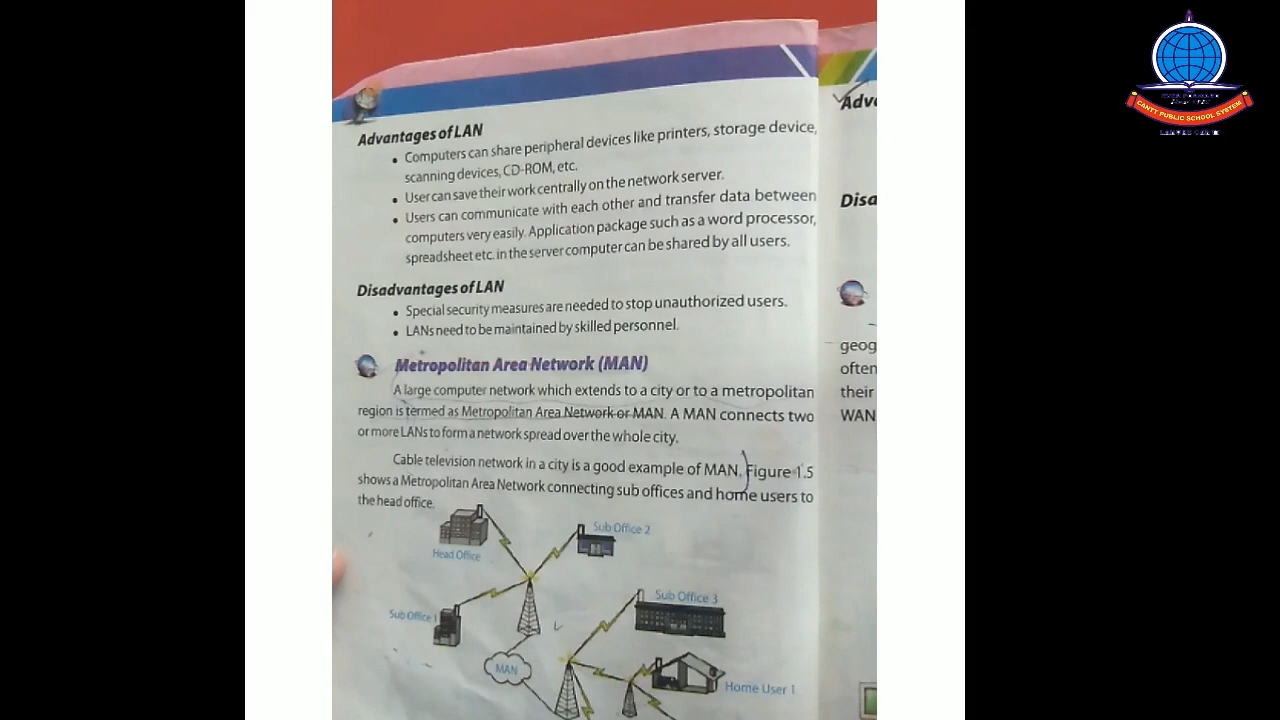 Advantages of LAN
• Computers can share peripheral devices like printers, storage device,
scanning devices, CD-ROM, etc.
• User can save their work centrally on the network server.
• Users can communicate with each other and transfer data between
computers very easily. Application package such as a word processor,
spreadsheet etc. in the server computer can be shared by all users.
Disadvantages of LAN
• Special security measures are needed to stop unauthorized users.
• LANs need to be maintained by skilled personnel.
Metropolitan Area Network (MAN)
A large computer network which extends to a city or to a metropolitan
region is termed as Metropolitan Area Network or MAN. A MAN connects two
or more LANs to form a network spread over the whole city.
Cable television network in a city is a good example of MAN. Figure 1.5
shows a Metropolitan Area Network connecting sub offices and home users to
the head office.
Head Office
Sub Office 2
Sub Office 1
Sub Office 3
MAN
Home User 1
Adv
Disa
geog
often
their
WAN
CANTT PUBLIC SCHOOL SYSTEM